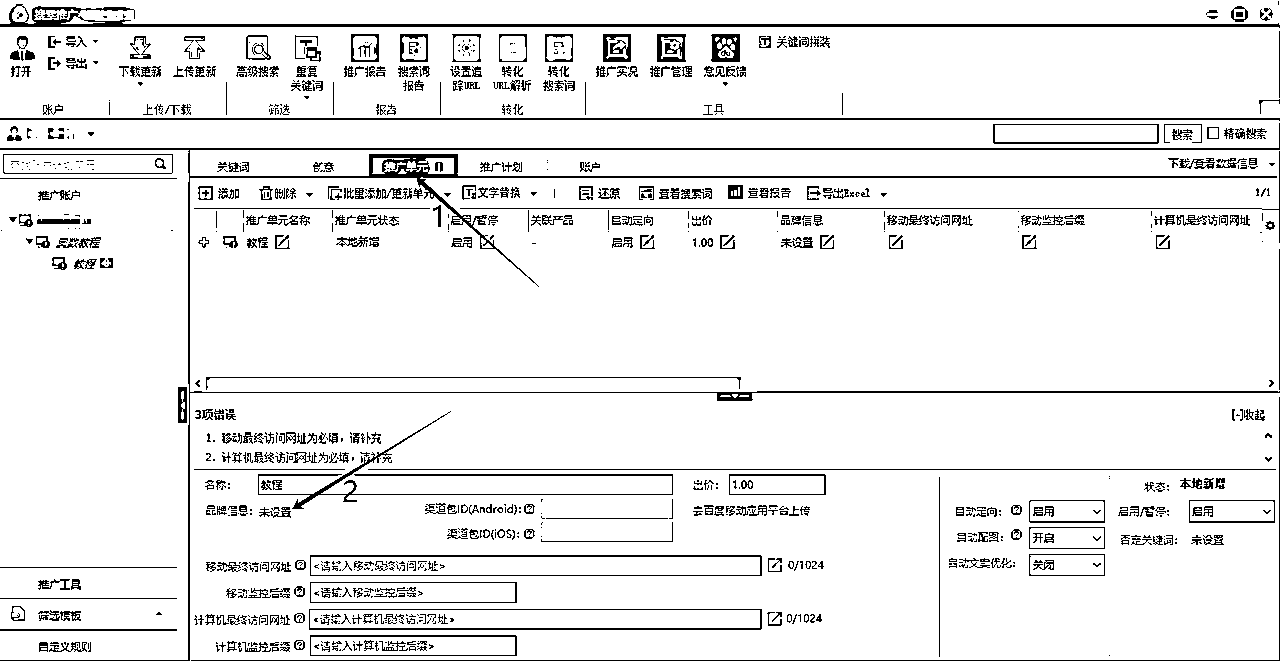 打开 导入 下载更新 上传更新 高级搜索 重复 推广报告 搜索词 设置追 转化 转化 推广实况 推广管理 意见反馈 关键词拼装
导出 关键词 报告 踪URL URL解析 搜索词
账户 上传/下载 筛选 报告 转化 工具
搜索 精确搜索
关键词 创意 推广单元 推广计划 账户 下载/查看数据信息
推广账户 添加 删除 批量添加/更新单元 文字替换 还原 查看搜索词 查看报告 导出Excel 1/1
推广单元名称 推广单元状态 启用/暂停 关联产品 自动定向 出价 品牌信息 移动最终访问网址 移动监控后缀 计算机最终访问网址
教程 本地新增 启用 - 启用 1.00 未设置
竞教程
教程
1
3项错误 [-]收起
1. 移动最终访问网址为必填，请补充
2. 计算机最终访问网址为必填，请补充
2
名称: 教程 出价: 1.00 状态: 本地新增
品牌信息: 未设置 渠道包ID(Android): 去百度移动应用平台上传 自动定向: 启用 启用/暂停: 启用
渠道包ID(iOS): 自动配图: 开启 否定关键词: 未设置
移动最终访问网址 <请输入移动最终访问网址> 0/1024 自动文案优化: 关闭
移动监控后缀 <请输入移动监控后缀>
计算机最终访问网址 <请输入计算机最终访问网址> 0/1024
计算机监控后缀 <请输入计算机监控后缀>
推广工具
筛选模板
自定义规则